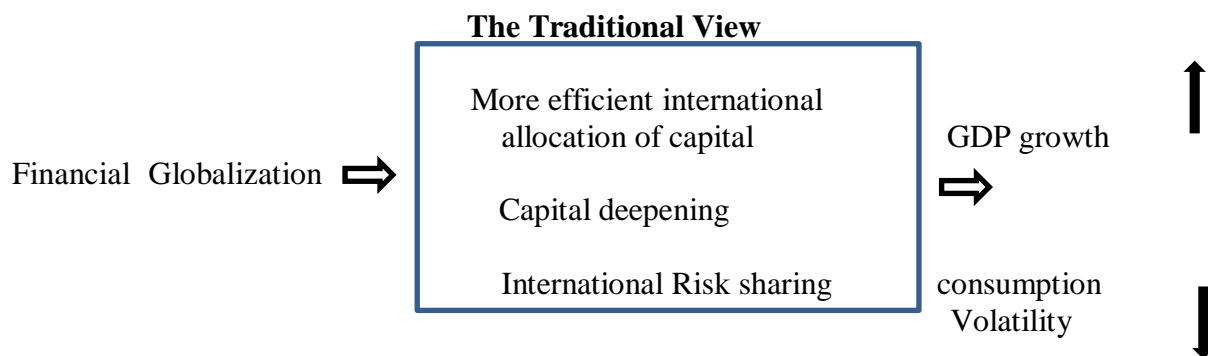 The Traditional View
More efficient international
allocation of capital
GDP growth
Financial Globalization
Capital deepening
International Risk sharing
consumption
Volatility